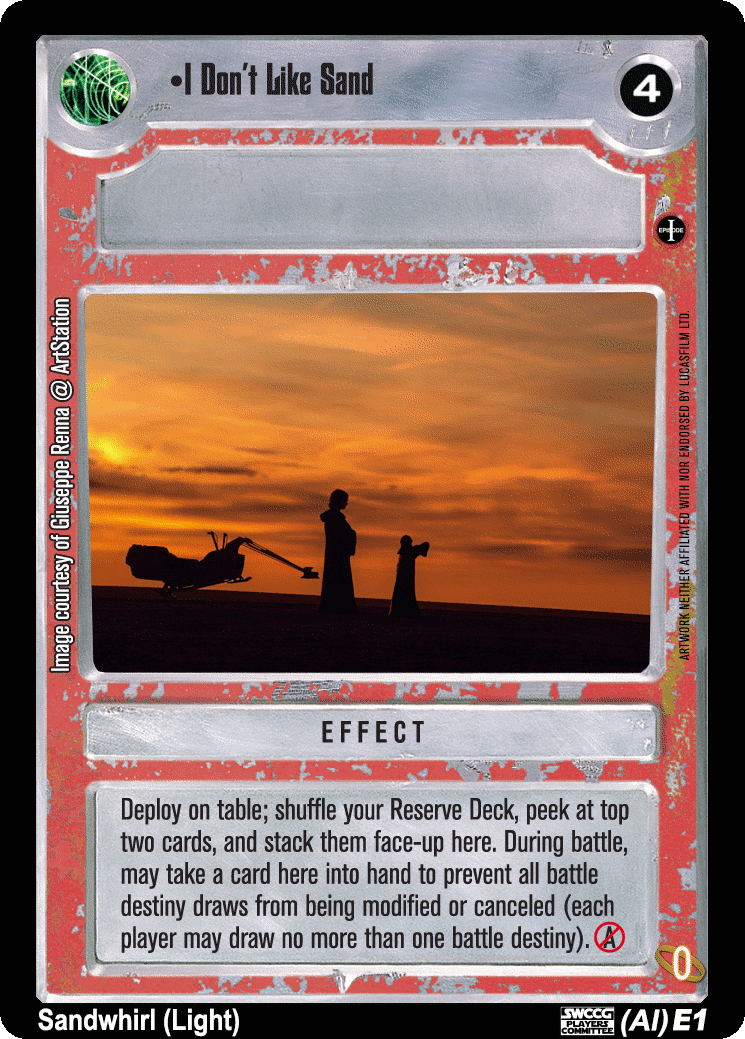 •I Don't Like Sand
4
EPISODE
I
Image courtesy of Giuseppe Renna @ ArtStation
ARTWORK NEITHER AFFILIATED WITH NOR ENDORSED BY LUCASFILM LTD.
EFFECT
Deploy on table; shuffle your Reserve Deck, peek at top
two cards, and stack them face-up here. During battle,
may take a card here into hand to prevent all battle
destiny draws from being modified or canceled (each
player may draw no more than one battle destiny). A
0
Sandwhirl (Light)
SWCCG
PLAYERS
COMMITTEE
(AI) E1